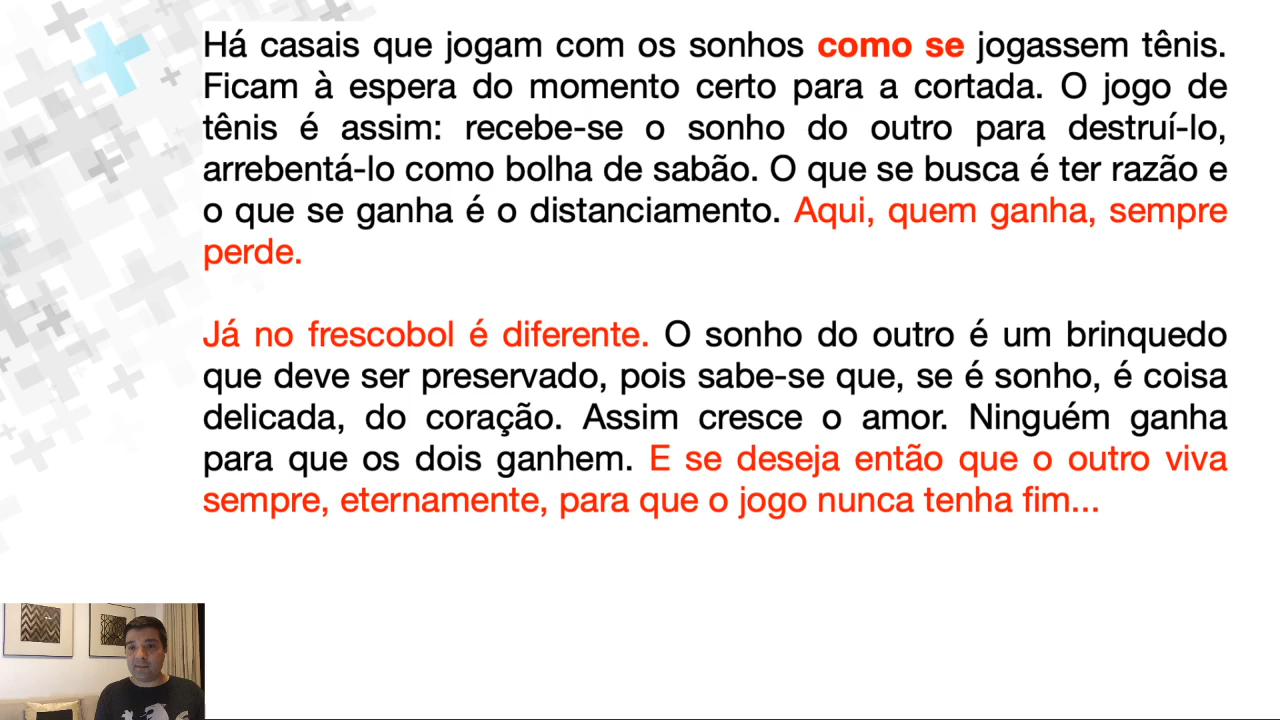 Há casais que jogam com os sonhos como se jogassem tênis.
Ficam à espera do momento certo para a cortada. O jogo de
tênis é assim: recebe-se o sonho do outro para destruí-lo,
arrebentá-lo como bolha de sabão. O que se busca é ter razão e
o que se ganha é o distanciamento. Aqui, quem ganha, sempre
perde.
Já no frescobol é diferente. O sonho do outro é um brinquedo
que deve ser preservado, pois sabe-se que, se é sonho, é coisa
delicada, do coração. Assim cresce o amor. Ninguém ganha
para que os dois ganhem. E se deseja então que o outro viva
sempre, eternamente, para que o jogo nunca tenha fim...